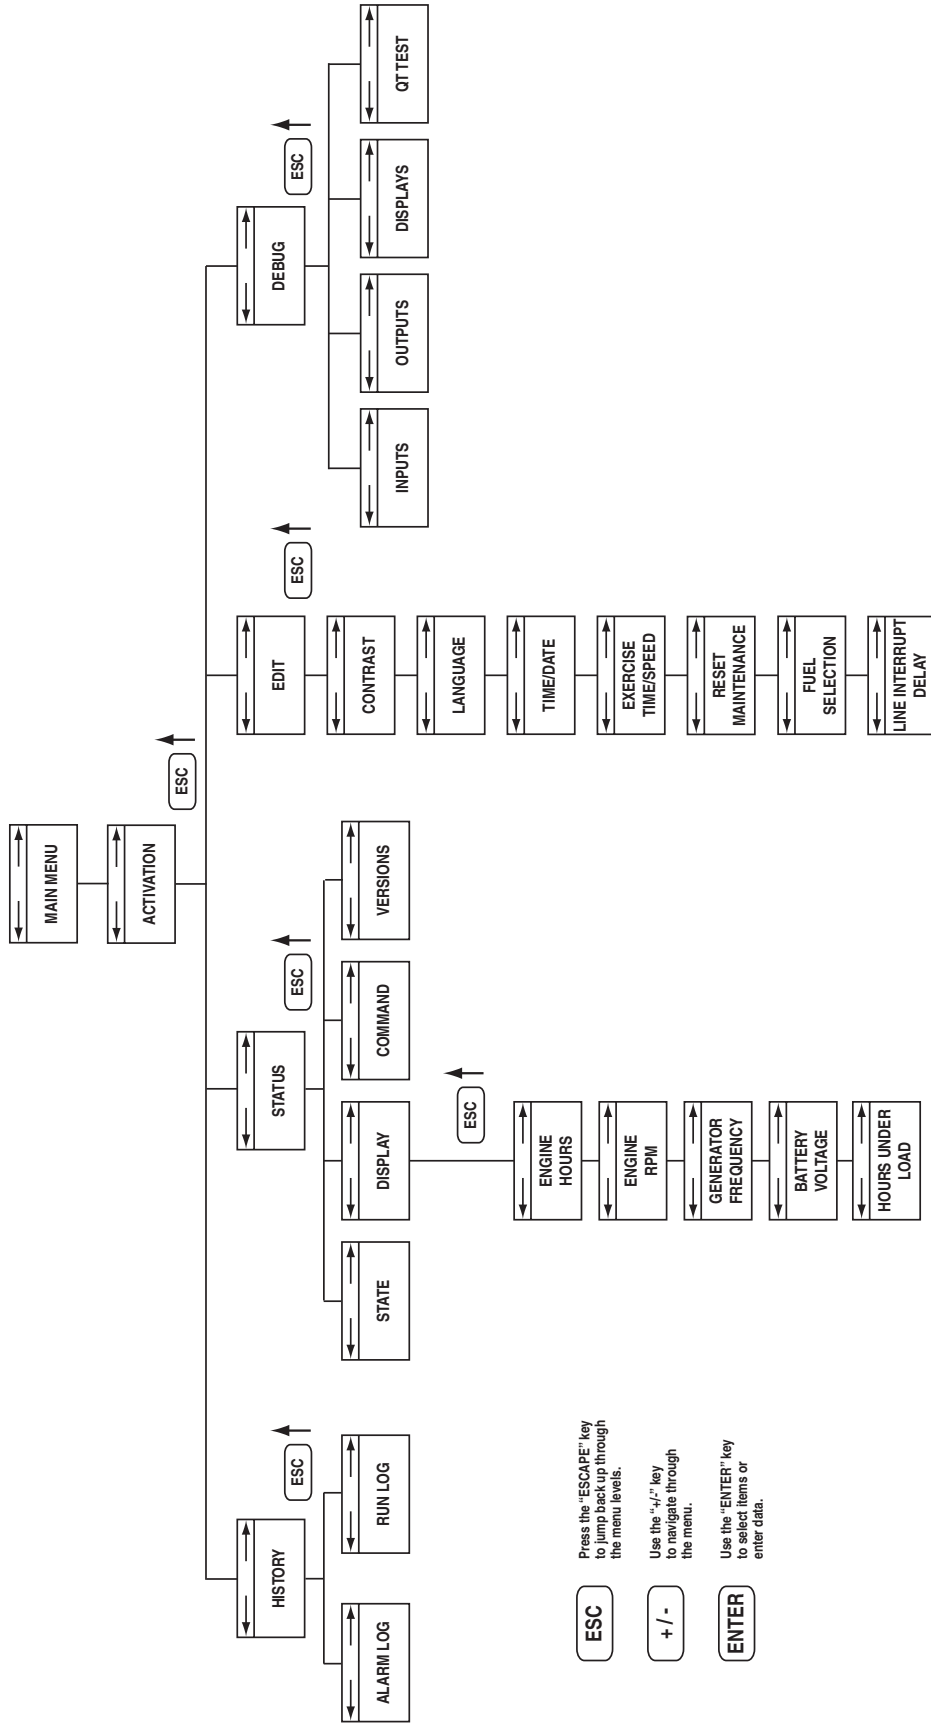 MAIN MENU
ACTIVATION
ESC
HISTORY
ESC
ALARM LOG
RUN LOG
STATUS
ESC
STATE
DISPLAY
COMMAND
VERSIONS
ESC
ENGINE
HOURS
ENGINE
RPM
GENERATOR
FREQUENCY
BATTERY
VOLTAGE
HOURS UNDER
LOAD
EDIT
ESC
CONTRAST
LANGUAGE
TIME/DATE
EXERCISE
TIME/SPEED
RESET
MAINTENANCE
FUEL
SELECTION
LINE INTERRUPT
DELAY
DEBUG
ESC
INPUTS
OUTPUTS
DISPLAYS
QT TEST
ESC
Press the “ESCAPE” key
to jump back up through
the menu levels.
+ / -
Use the “+/-” key
to navigate through
the menu.
ENTER
Use the “ENTER” key
to select items or
enter data.